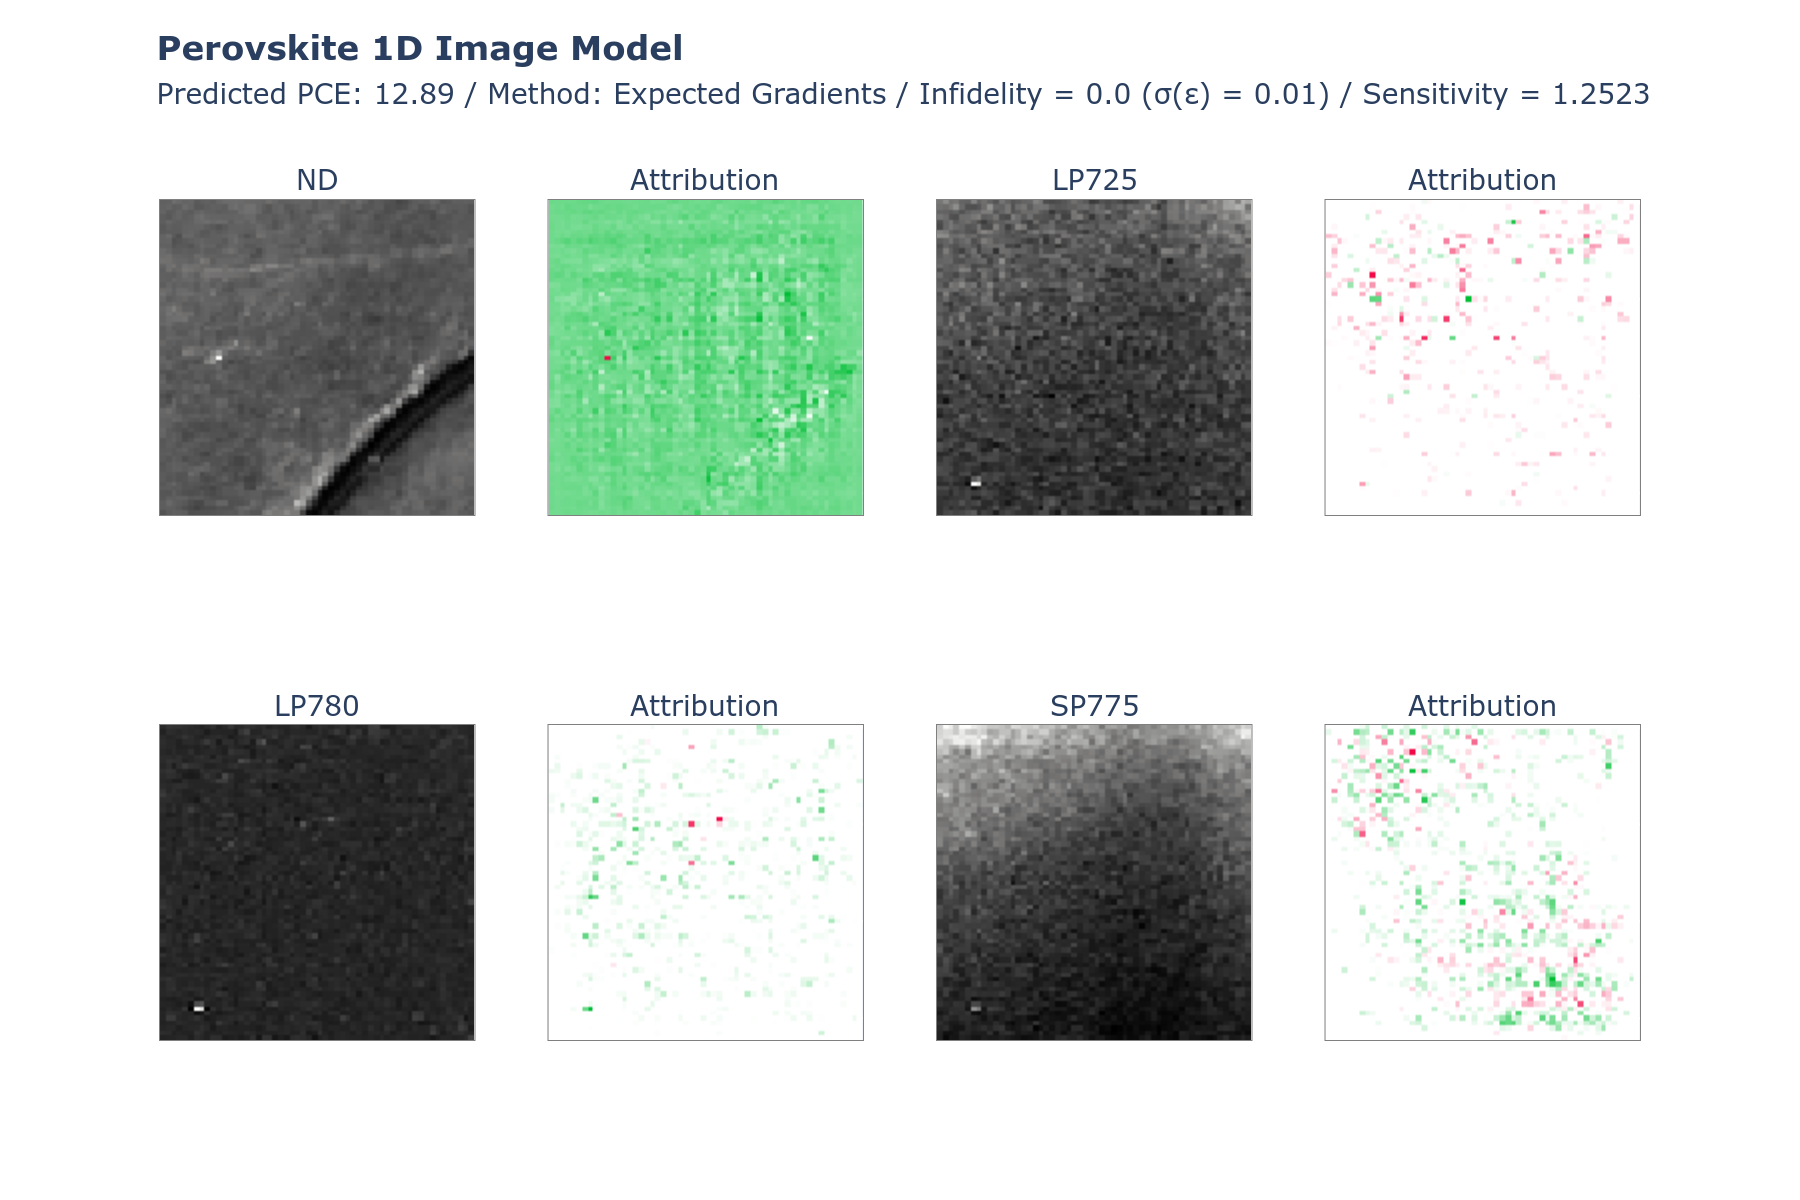 Perovskite 1D Image Model
Predicted PCE: 12.89 / Method: Expected Gradients / Infidelity = 0.0 (σ(ε) = 0.01) / Sensitivity = 1.2523
ND
Attribution
LP725
Attribution
LP780
Attribution
SP775
Attribution